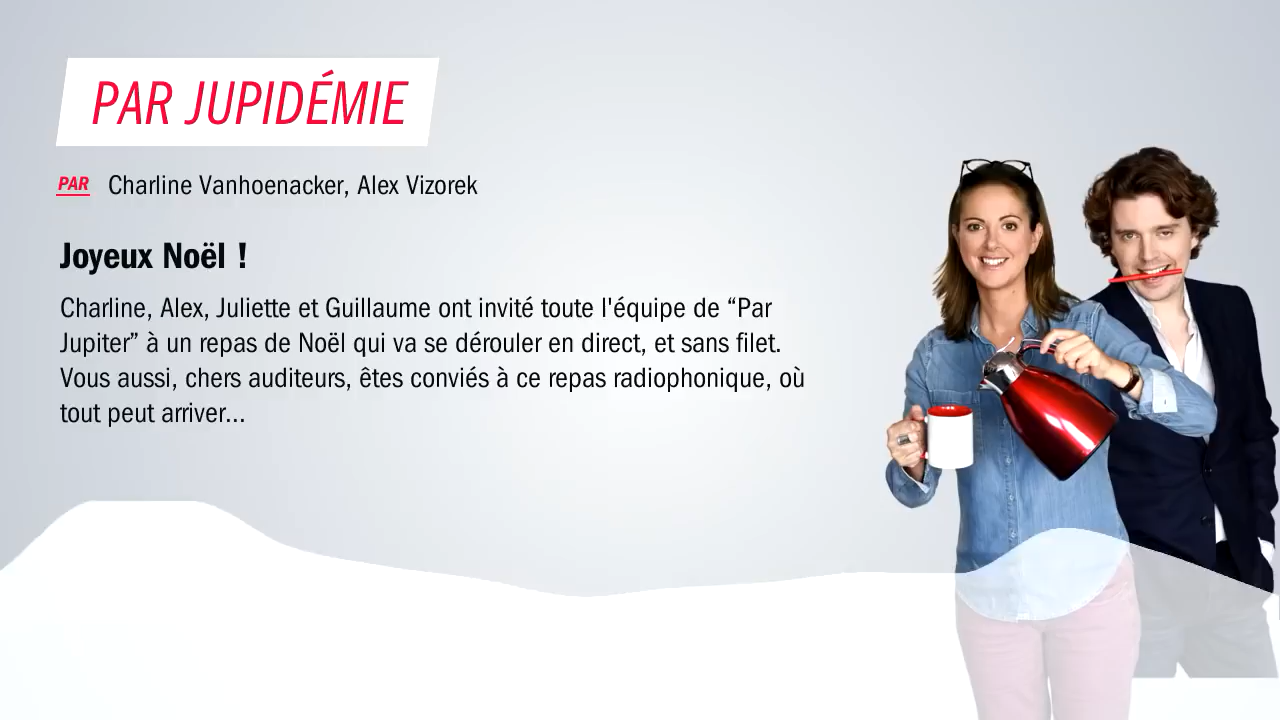 PAR JUPIDÉMIE
PAR Charline Vanhoenacker, Alex Vizorek
Joyeux Noël !
Charline, Alex, Juliette et Guillaume ont invité toute l'équipe de “Par
Jupiter” à un repas de Noël qui va se dérouler en direct, et sans filet.
Vous aussi, chers auditeurs, êtes conviés à ce repas radiophonique, où
tout peut arriver...